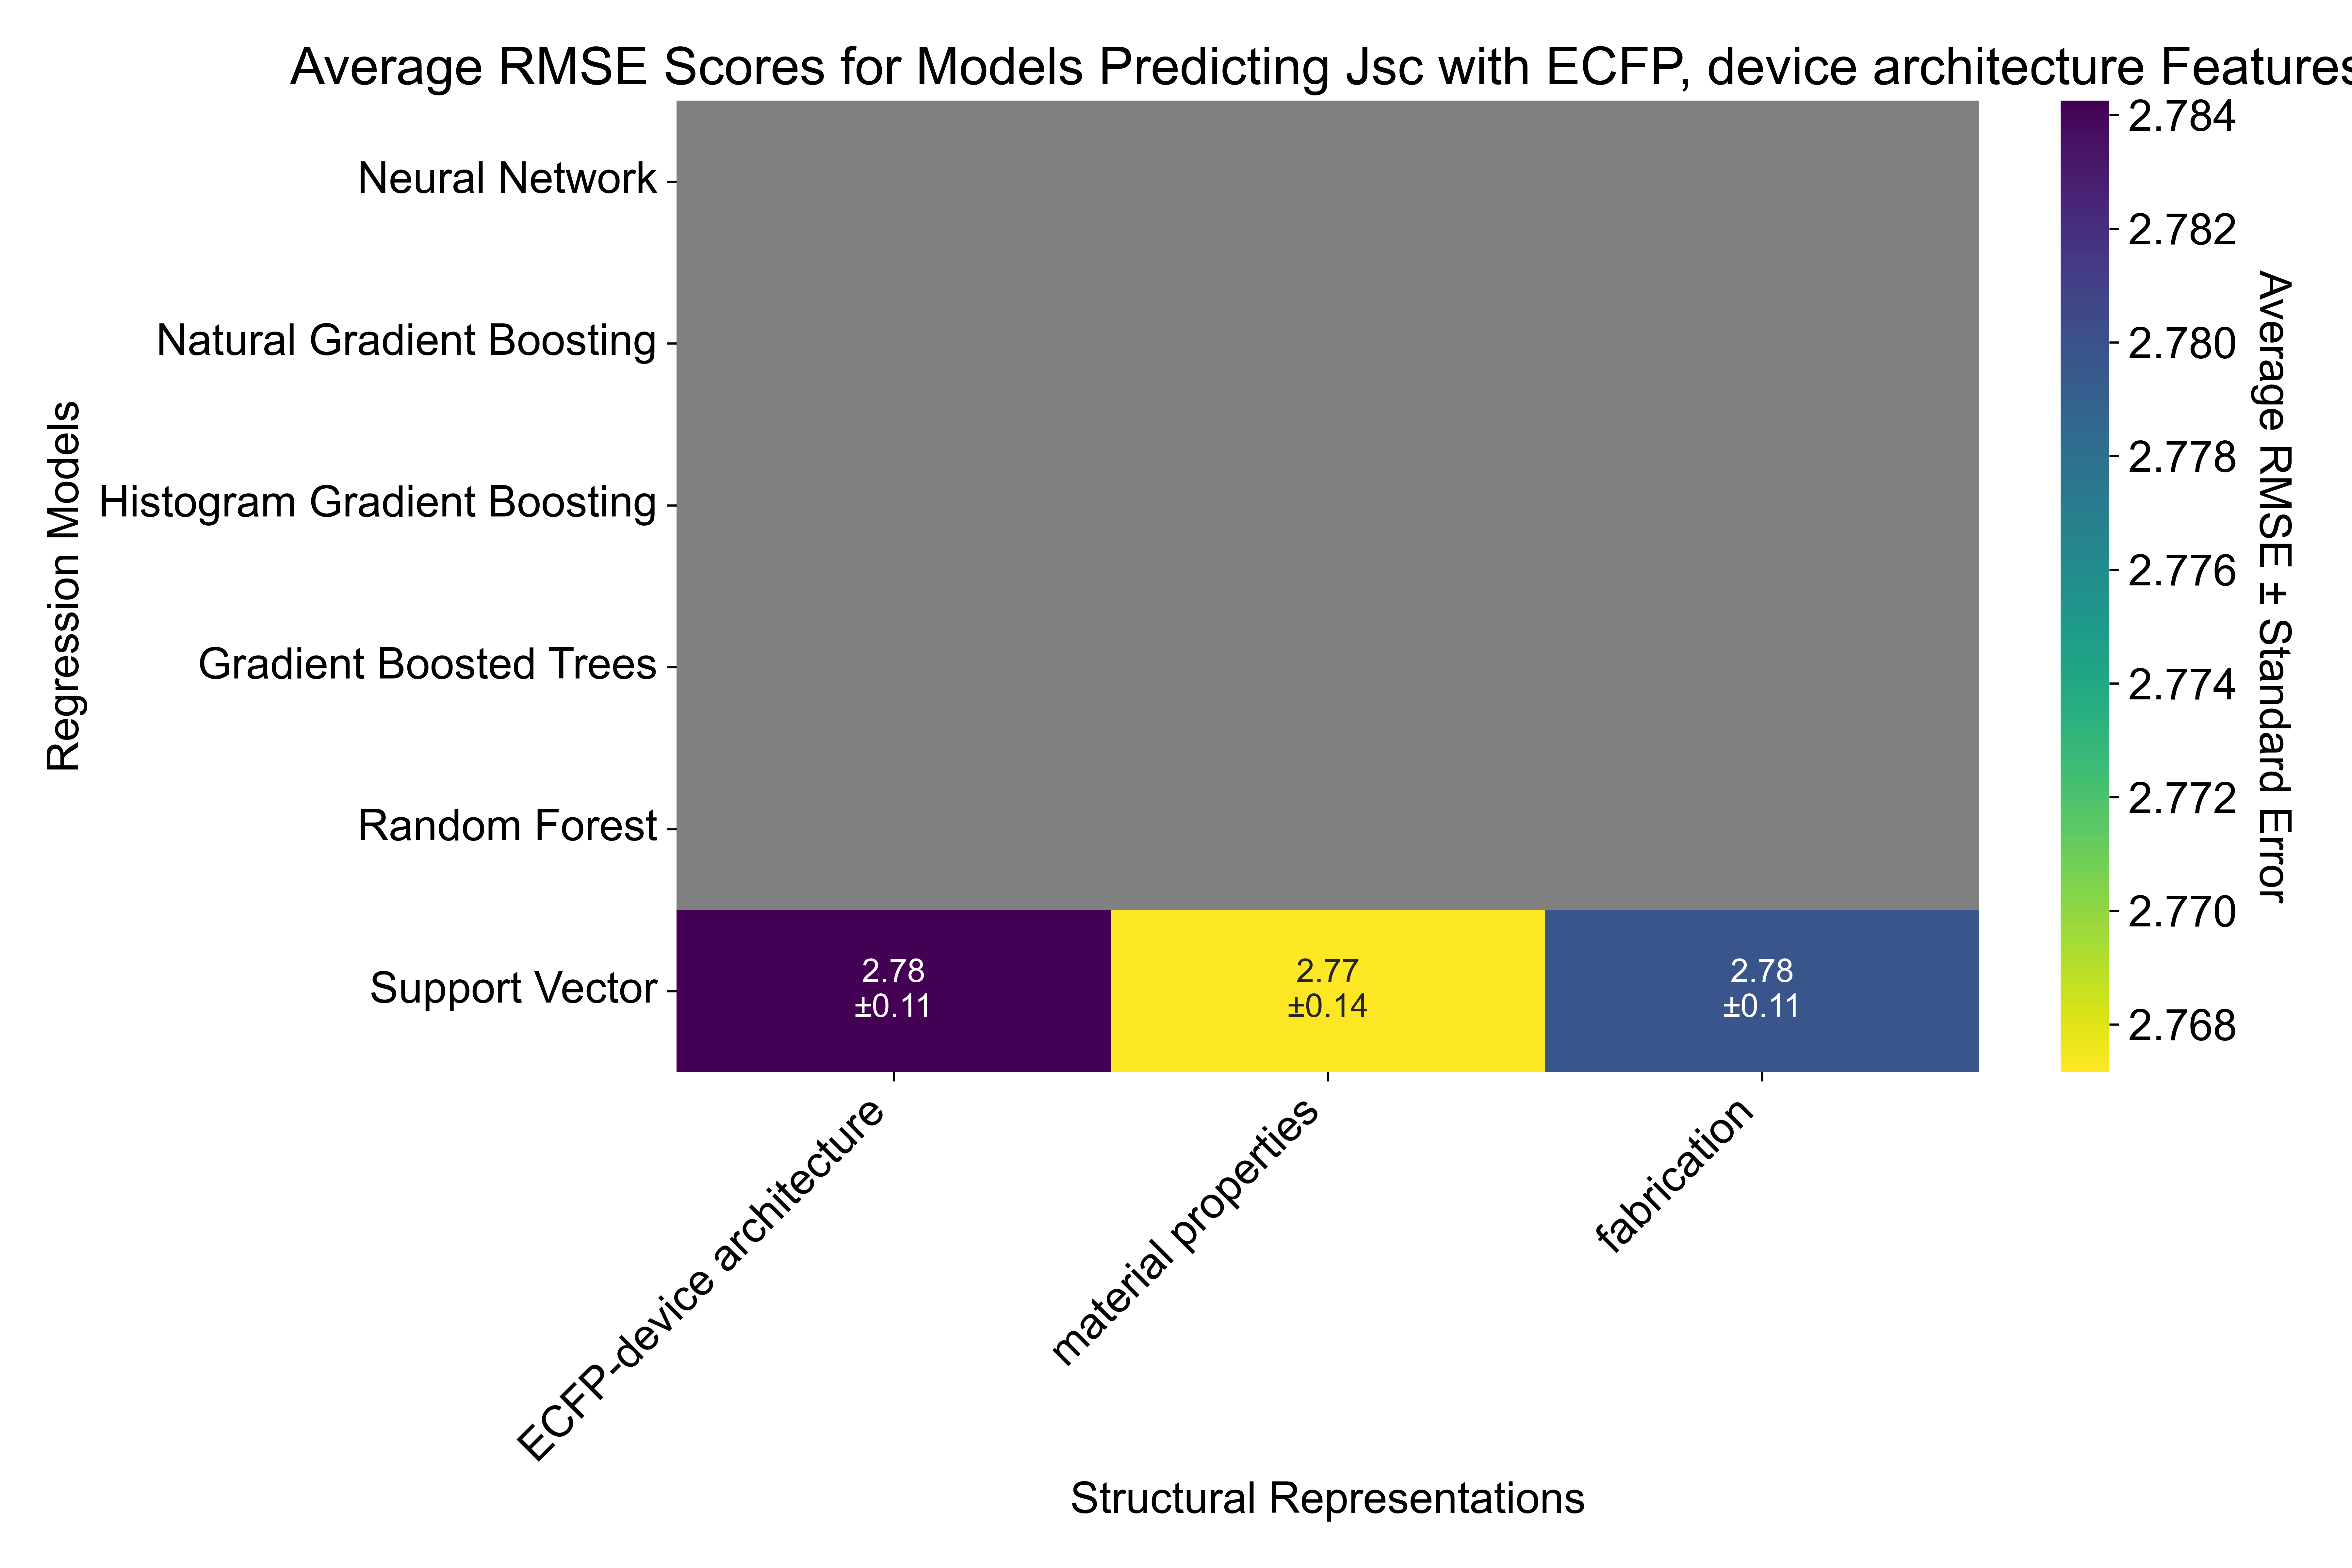 Average RMSE Scores for Models Predicting Jsc with ECFP, device architecture Features
Regression Models
Neural Network
Natural Gradient Boosting
Histogram Gradient Boosting
Gradient Boosted Trees
Random Forest
Support Vector
2.78
±0.11
2.77
±0.14
2.78
±0.11
ECFP-device architecture
material properties
fabrication
Structural Representations
2.784
2.782
2.780
2.778
2.776
2.774
2.772
2.770
2.768
Average RMSE ± Standard Error